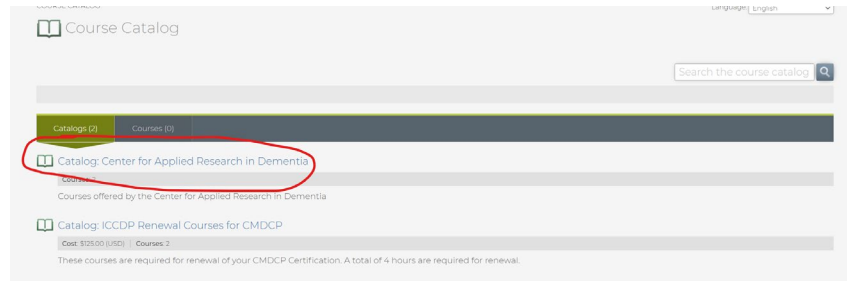 COURSE CATALOG
Language: English
Course Catalog
Search the course catalog
Catalogs (2) Courses (0)
Catalog: Center for Applied Research in Dementia
Courses
Courses offered by the Center for Applied Research in Dementia
Catalog: ICCDP Renewal Courses for CMDCP
Cost: $125.00 (USD) | Courses: 2
These courses are required for renewal of your CMDCP Certification. A total of 4 hours are required for renewal.